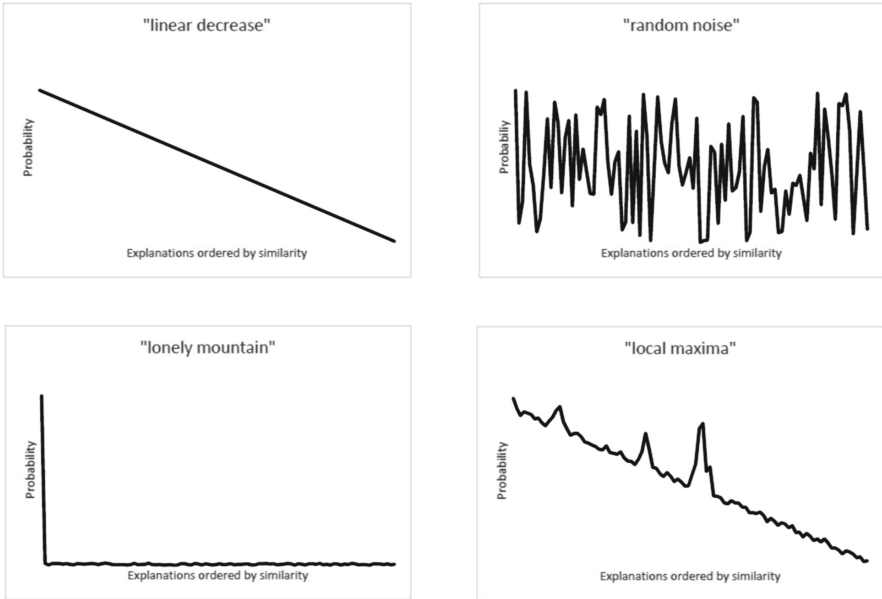 "linear decrease"
Probability
Explanations ordered by similarity
"random noise"
Probabiliy
Explanations ordered by similarity
"lonely mountain"
Probability
Explanations ordered by similarity
"local maxima"
Probability
Explanations ordered by similarity